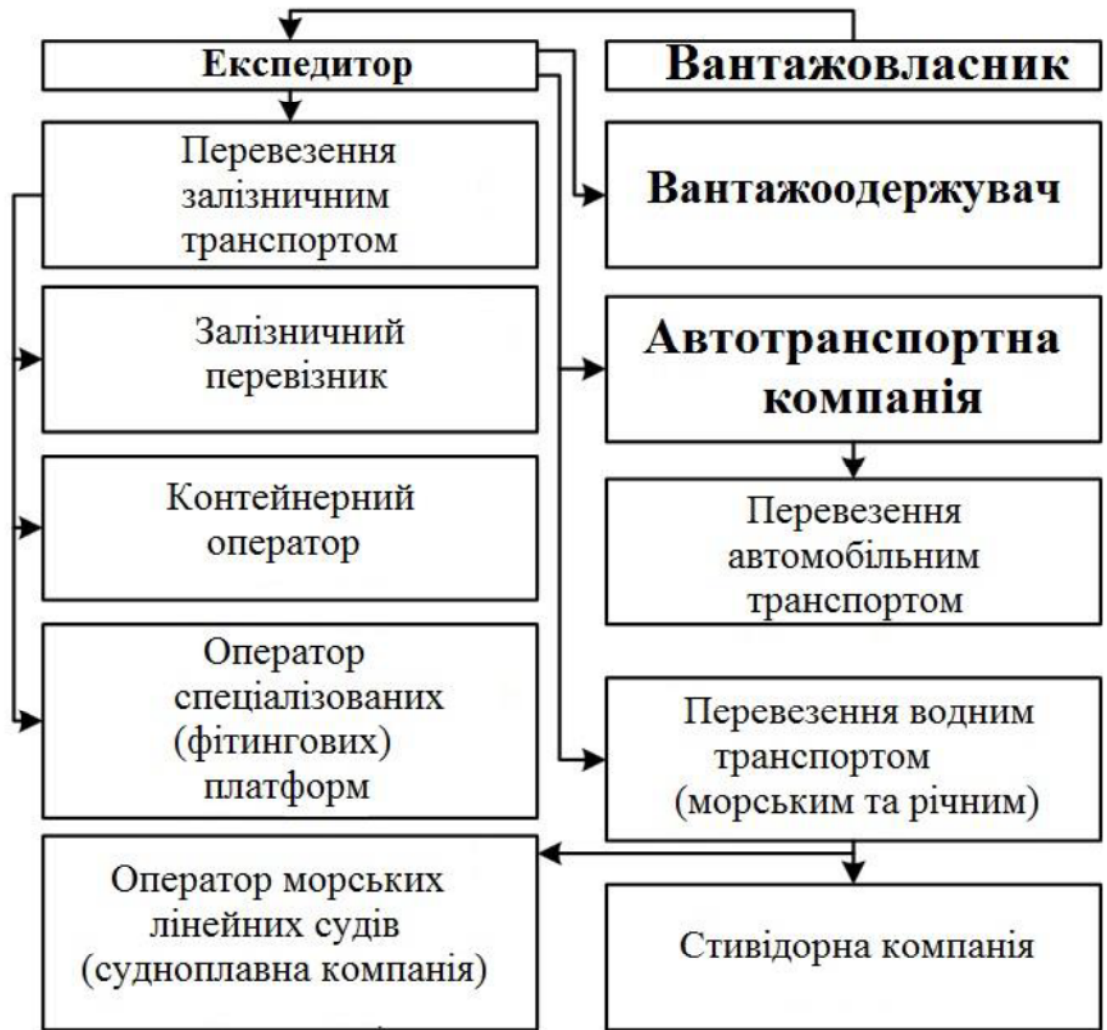 Експедитор
Вантажовласник
Перевезення
залізничним
транспортом
Вантажоодержувач
Залізничний
перевізник
Автотранспортна
компанія
Контейнерний
оператор
Перевезення
автомобільним
транспортом
Оператор
спеціалізованих
(фітингових)
платформ
Перевезення водним
транспортом
(морським та річним)
Оператор морських
лінейних судів
(судноплавна компанія)
Стивідорна компанія